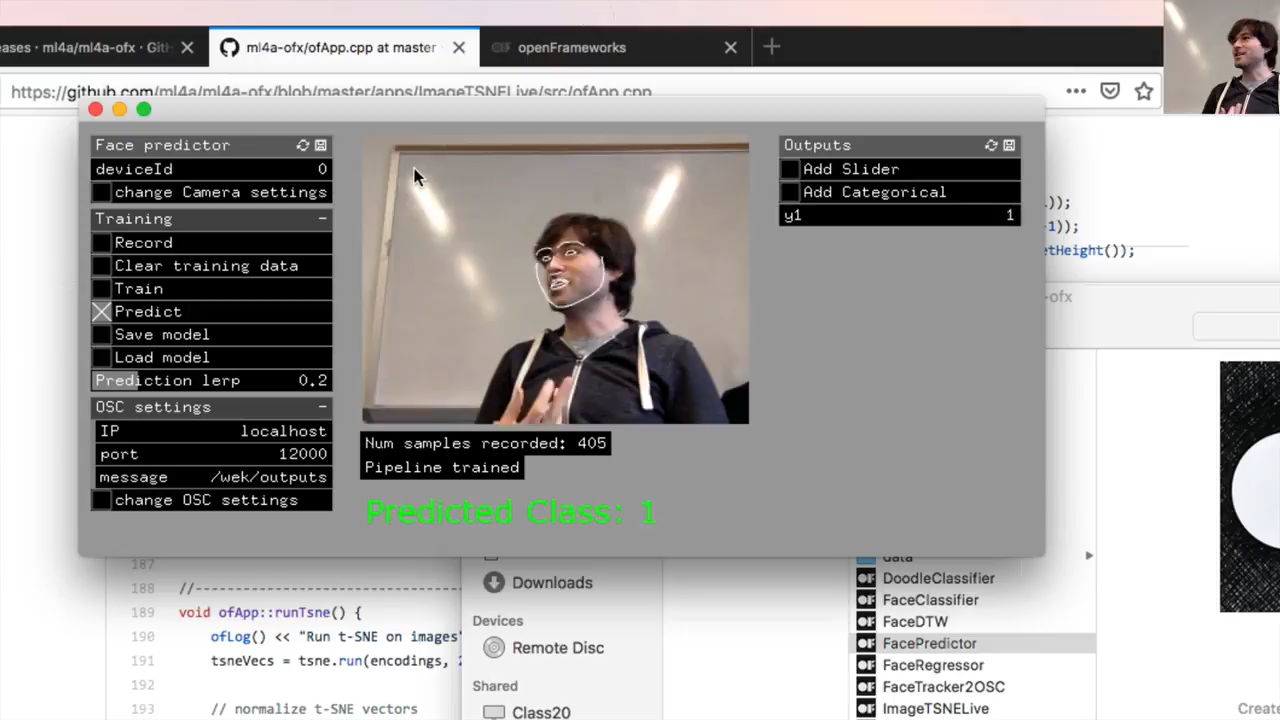 eases · ml4a/ml4a-ofx · Gith
ml4a-ofx/ofApp.cpp at master
openFrameworks
https://github.com/ml4a/ml4a-ofx/blob/master/apps/ImageTSNELive/src/ofApp.cpp
Face predictor
deviceId 0
change Camera settings
Training
Record
Clear training data
Train
Predict
Save model
Load model
Prediction lerp 0.2
OSC settings
IP localhost
port 12000
message /wek/outputs
change OSC settings
Num samples recorded: 405
Pipeline trained
Predicted Class: 1
Outputs
Add Slider
Add Categorical
y1 1
));
-1));
etHeight());
-ofx
187
188 //
189 void ofApp::runTsne() {
190 ofLog() << "Run t-SNE on images"
191 tsneVecs = tsne.run(encodings, 2
192
193 // normalize t-SNE vectors
Downloads
Devices
Remote Disc
Shared
Class20
data
DoodleClassifier
FaceClassifier
FaceDTW
FacePredictor
FaceRegressor
FaceTracker2OSC
ImageTSNELive
Create